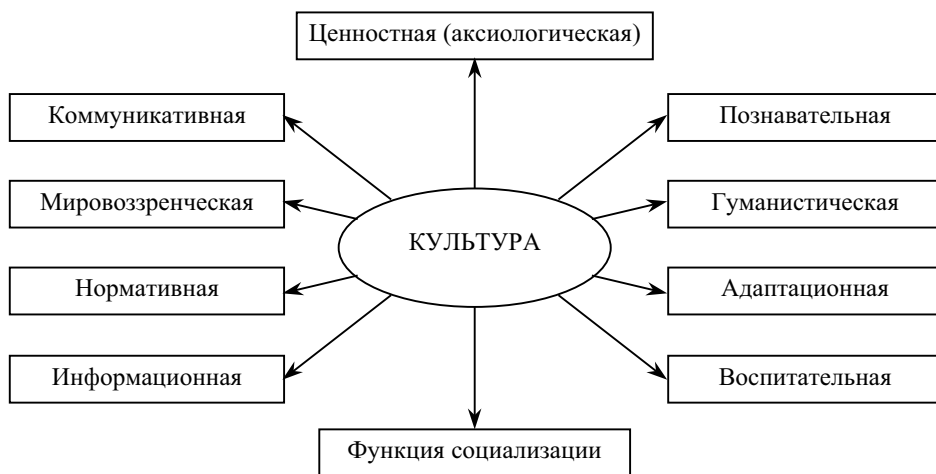 Ценностная (аксиологическая)
Коммуникативная
Познавательная
Мировоззренческая
Гуманистическая
КУЛЬТУРА
Нормативная
Адаптационная
Информационная
Воспитательная
Функция социализации